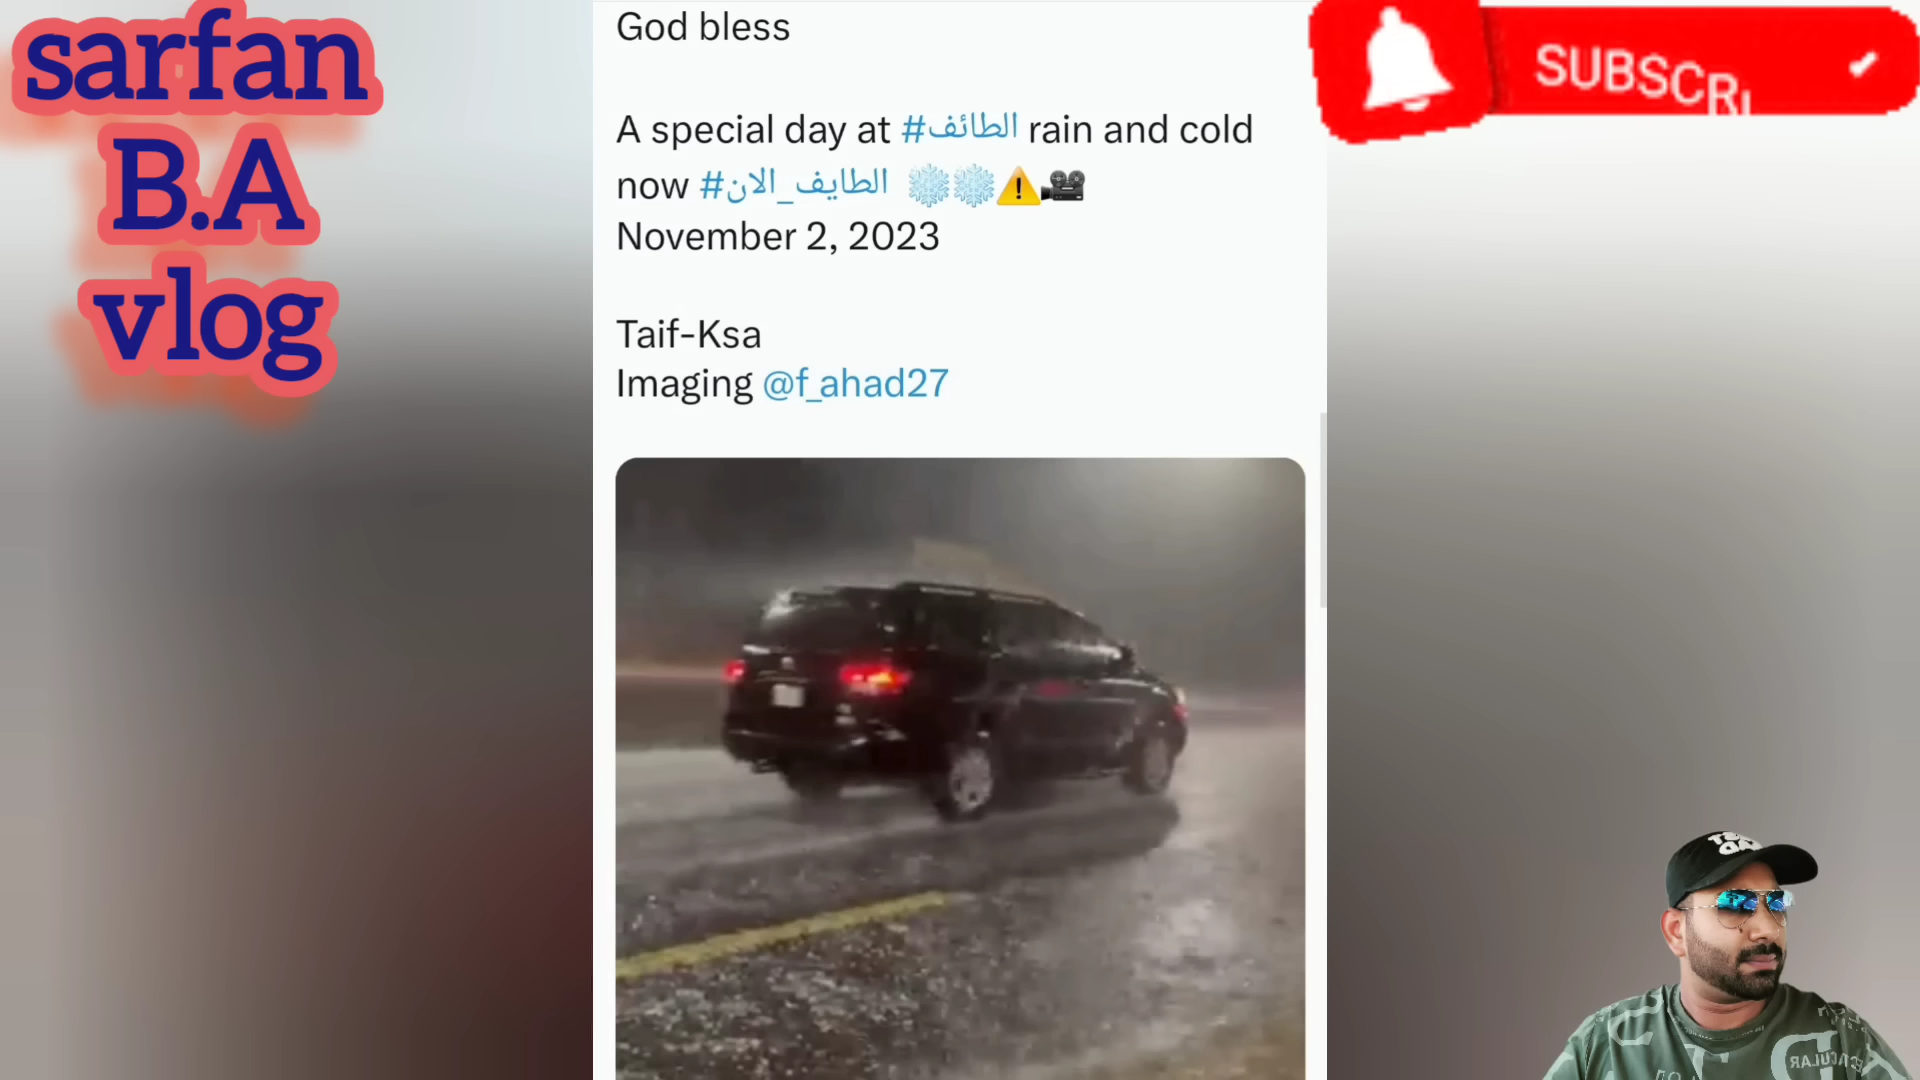 sarfan
B.A
vlog
God bless
A special day at #الطائف rain and cold
now #الطايف_الان
November 2, 2023
Taif-Ksa
Imaging @f_ahad27
SUBSCRI